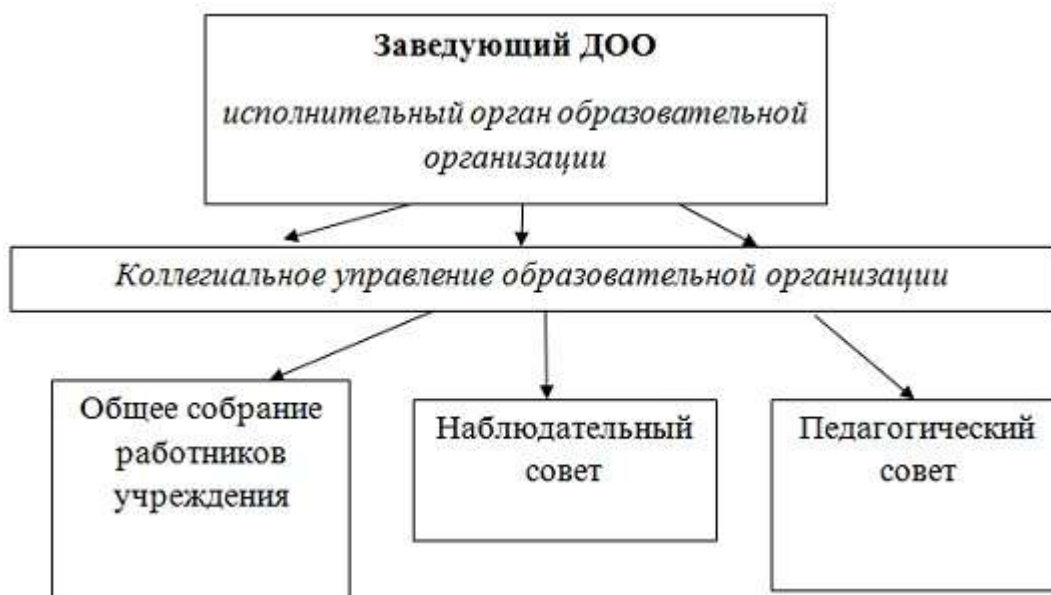 Заведующий ДОО
исполнительный орган образовательной
организации
Коллегиальное управление образовательной организации
Общее собрание
работников
учреждения
Наблюдательный
совет
Педагогический
совет